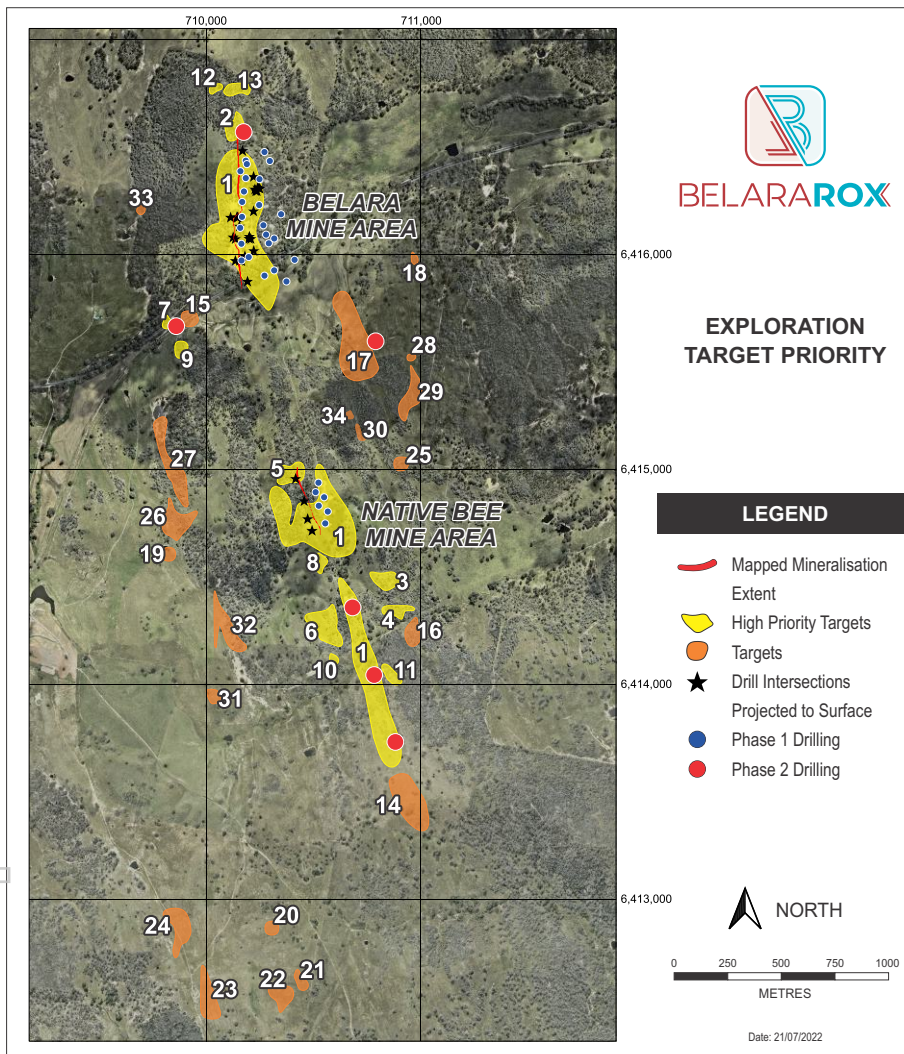 710,000
711,000
12
13
2
1
33
BELARA
MINE AREA
6,416,000
18
7
15
9
17
28
29
34
30
25
6,415,000
27
5
26
19
NATIVE BEE
MINE AREA
1
8
3
4
6
16
32
1
10
11
6,414,000
31
14
6,413,000
24
20
21
22
23
BELARAROX
EXPLORATION
TARGET PRIORITY
LEGEND
Mapped Mineralisation
Extent
High Priority Targets
Targets
Drill Intersections
Projected to Surface
Phase 1 Drilling
Phase 2 Drilling
NORTH
0 250 500 750 1000
METRES
Date: 21/07/2022